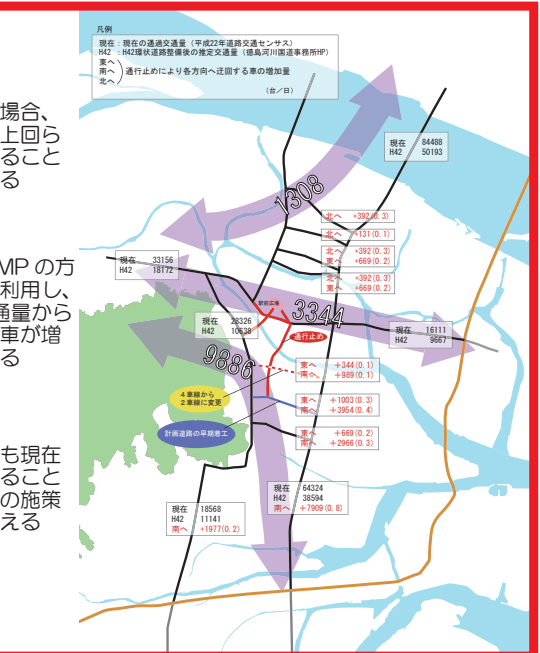 凡例
現在：現在の通過交通量（平成22年道路交通センサス）
H42 ：H42環状道路整備後の推定交通量（徳島河川国道事務所HP）
東へ
南へ
北へ
通行止めにより各方向へ迂回する車の増加量
（台／日）
場合、
上回ら
ること
る
MPの方
利用し、
通量から
車が増
る
も現在
ること
の施策
える
現在 84488
H42 50193
1308
北へ +392(0.3)
北へ +131(0.1)
北へ +392(0.3)
東へ +669(0.2)
北へ +392(0.3)
東へ +669(0.2)
現在 33156
H42 18172
駅前広場
3344
現在 28326
H42 10638
通行止め
現在 16111
H42 9667
9886
東へ +344(0.1)
南へ +989(0.1)
4車線から
2車線に変更
東へ +1003(0.3)
南へ +3954(0.4)
計画道路の早期着工
東へ +669(0.2)
南へ +2966(0.3)
現在 64324
H42 38594
南へ +7909(0.8)
現在 18568
H42 11141
南へ +1977(0.2)